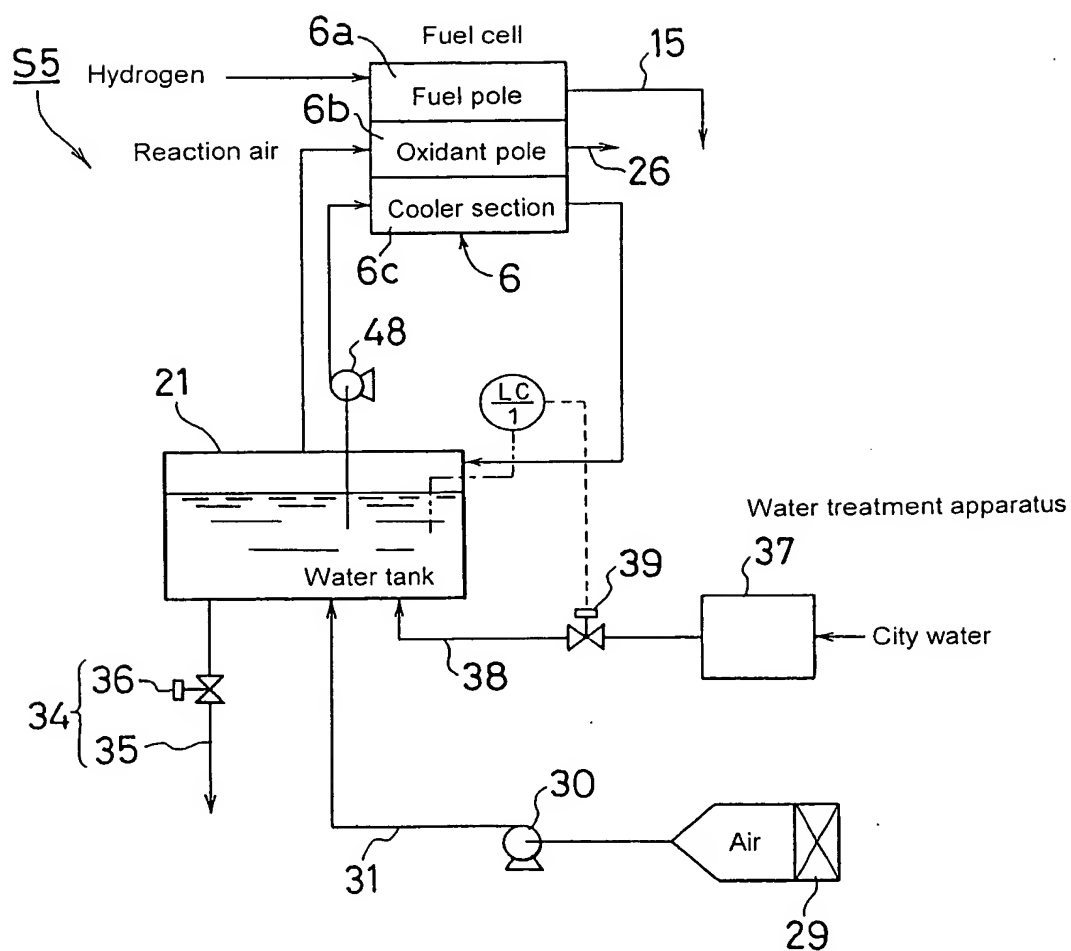 Fuel cell
6a
15
S5
Hydrogen
Fuel pole
6b
Reaction air
Oxidant pole
26
Cooler section
6c
6
48
LC
1
21
Water treatment apparatus
37
39
Water tank
City water
38
36
34
35
30
Air
31
29